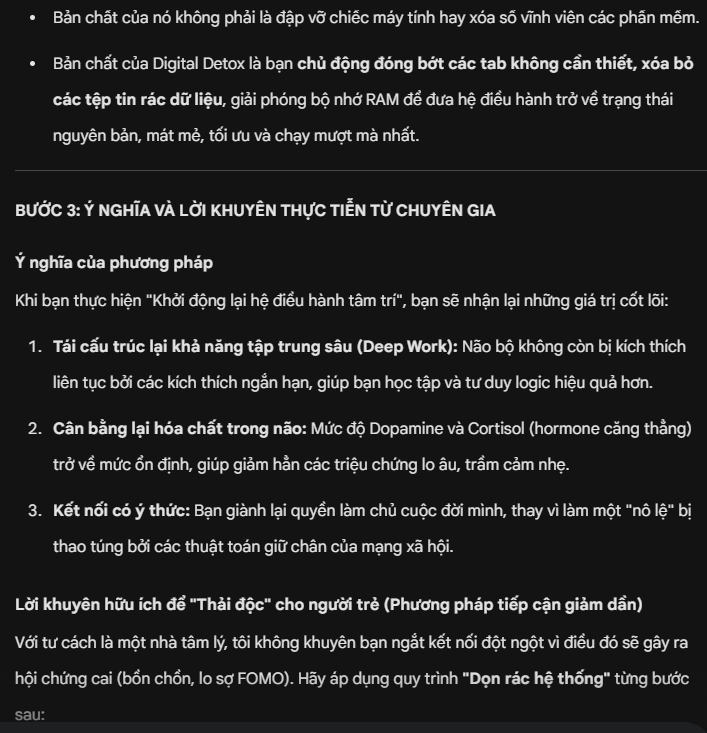 • Bản chất của nó không phải là đập vỡ chiếc máy tính hay xóa sổ vĩnh viễn các phần mềm.
• Bản chất của Digital Detox là bạn chủ động đóng bớt các tab không cần thiết, xóa bỏ
các tệp tin rác dữ liệu, giải phóng bộ nhớ RAM để đưa hệ điều hành trở về trạng thái
nguyên bản, mát mẻ, tối ưu và chạy mượt mà nhất.
BƯỚC 3: Ý NGHĨA VÀ LỜI KHUYÊN THỰC TIỄN TỪ CHUYÊN GIA
Ý nghĩa của phương pháp
Khi bạn thực hiện "Khởi động lại hệ điều hành tâm trí", bạn sẽ nhận lại những giá trị cốt lõi:
1. Tái cấu trúc lại khả năng tập trung sâu (Deep Work): Não bộ không còn bị kích thích
liên tục bởi các kích thích ngắn hạn, giúp bạn học tập và tư duy logic hiệu quả hơn.
2. Cân bằng lại hóa chất trong não: Mức độ Dopamine và Cortisol (hormone căng thẳng)
trở về mức ổn định, giúp giảm hẳn các triệu chứng lo âu, trầm cảm nhẹ.
3. Kết nối có ý thức: Bạn giành lại quyền làm chủ cuộc đời mình, thay vì làm một "nô lệ" bị
thao túng bởi các thuật toán giữ chân của mạng xã hội.
Lời khuyên hữu ích để "Thải độc" cho người trẻ (Phương pháp tiếp cận giảm dần)
Với tư cách là một nhà tâm lý, tôi không khuyên bạn ngắt kết nối đột ngột vì điều đó sẽ gây ra
hội chứng cai (bồn chồn, lo sợ FOMO). Hãy áp dụng quy trình "Dọn rác hệ thống" từng bước
sau: